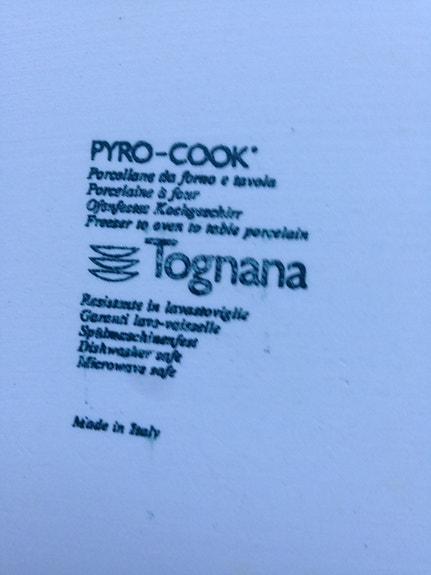 PYRO-COOK*
Porcellana da forno e tavola
Porcelaine à four
Ofenfestes Kochgeschirr
Freezer to oven to table porcelain
Tognana
Resistente in lavastoviglie
Garanti lave-vaisselle
Spülmaschinenfest
Dishwasher safe
Microwave safe
Made in Italy